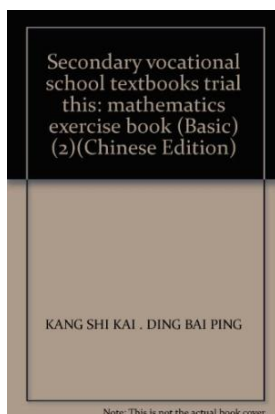 Secondary vocational
school textbooks trial
this: mathematics
exercise book (Basic)
(2)(Chinese Edition)
KANG SHI KAI . DING BAI PING
Note: This is not the actual book cover